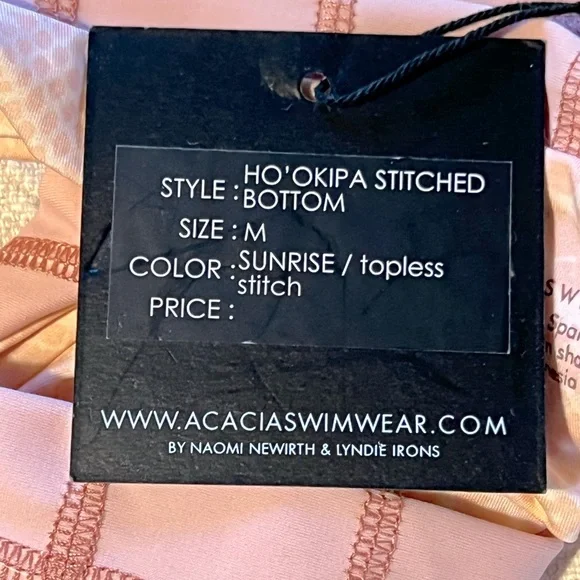 STYLE : HO'OKIPA STITCHED
BOTTOM
SIZE : M
COLOR : SUNRISE / topless
stitch
PRICE :
WWW.ACACIASWIMWEAR.COM
BY NAOMI NEWIRTH & LYNDIE IRONS
S W